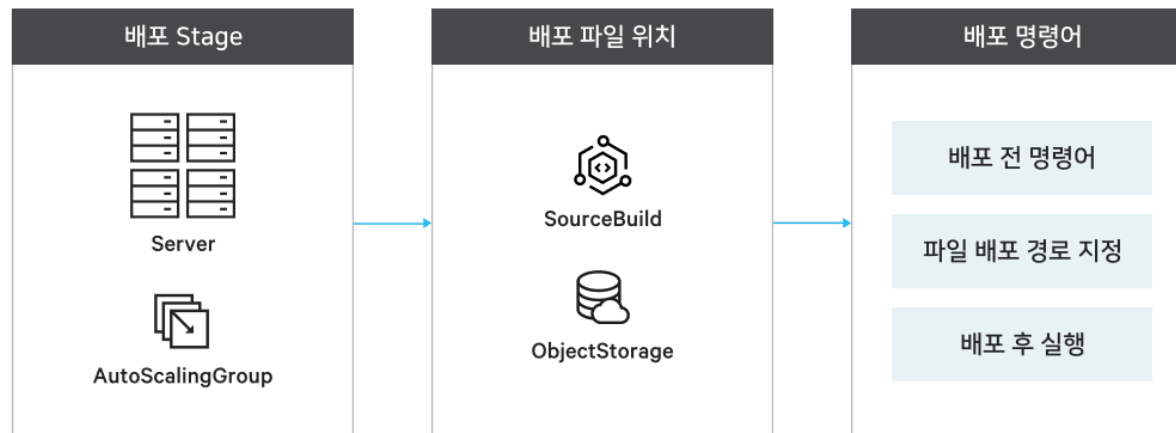 배포 Stage
Server
AutoScalingGroup
배포 파일 위치
SourceBuild
ObjectStorage
배포 명령어
배포 전 명령어
파일 배포 경로 지정
배포 후 실행